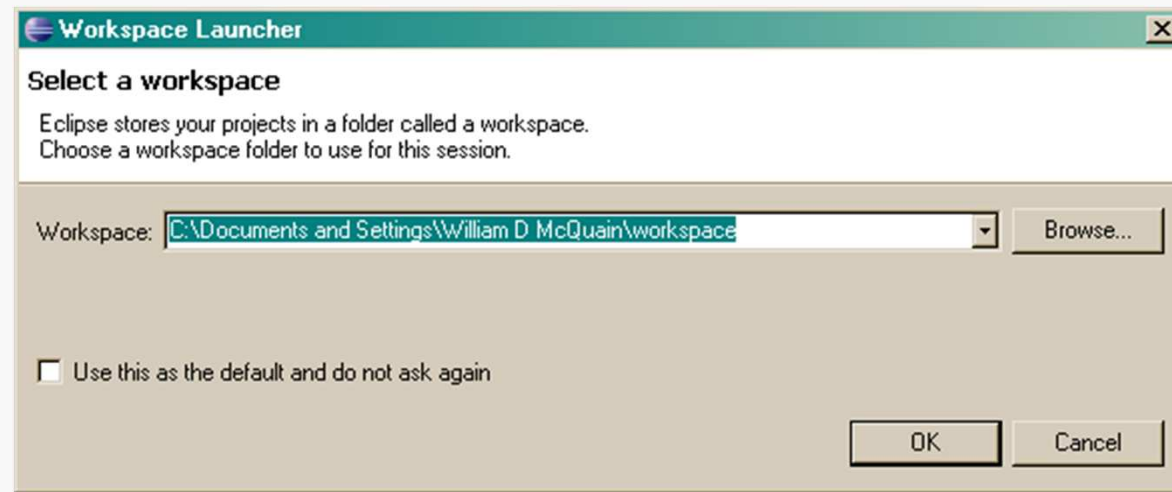 Workspace Launcher
Select a workspace
Eclipse stores your projects in a folder called a workspace.
Choose a workspace folder to use for this session.
Workspace: C:\Documents and Settings\William D McQuain\workspace Browse...
Use this as the default and do not ask again
OK Cancel